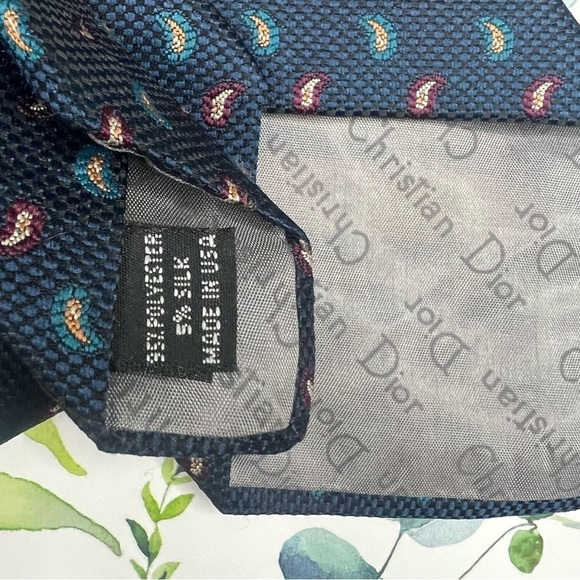 95% POLYESTER
5% SILK
MADE IN USA
Christian Dior
Christian Dior
Christian Dior
Christian Dior